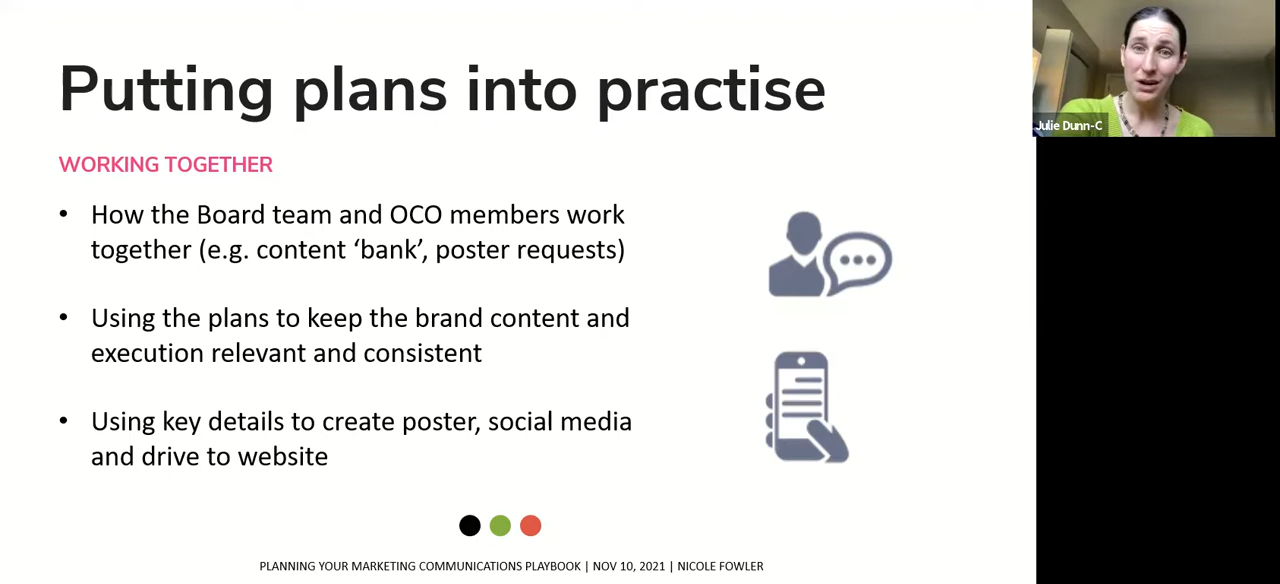 Putting plans into practise
Julie Dunn-C
WORKING TOGETHER
• How the Board team and OCO members work
together (e.g. content ‘bank’, poster requests)
• Using the plans to keep the brand content and
execution relevant and consistent
• Using key details to create poster, social media
and drive to website
PLANNING YOUR MARKETING COMMUNICATIONS PLAYBOOK | NOV 10, 2021 | NICOLE FOWLER